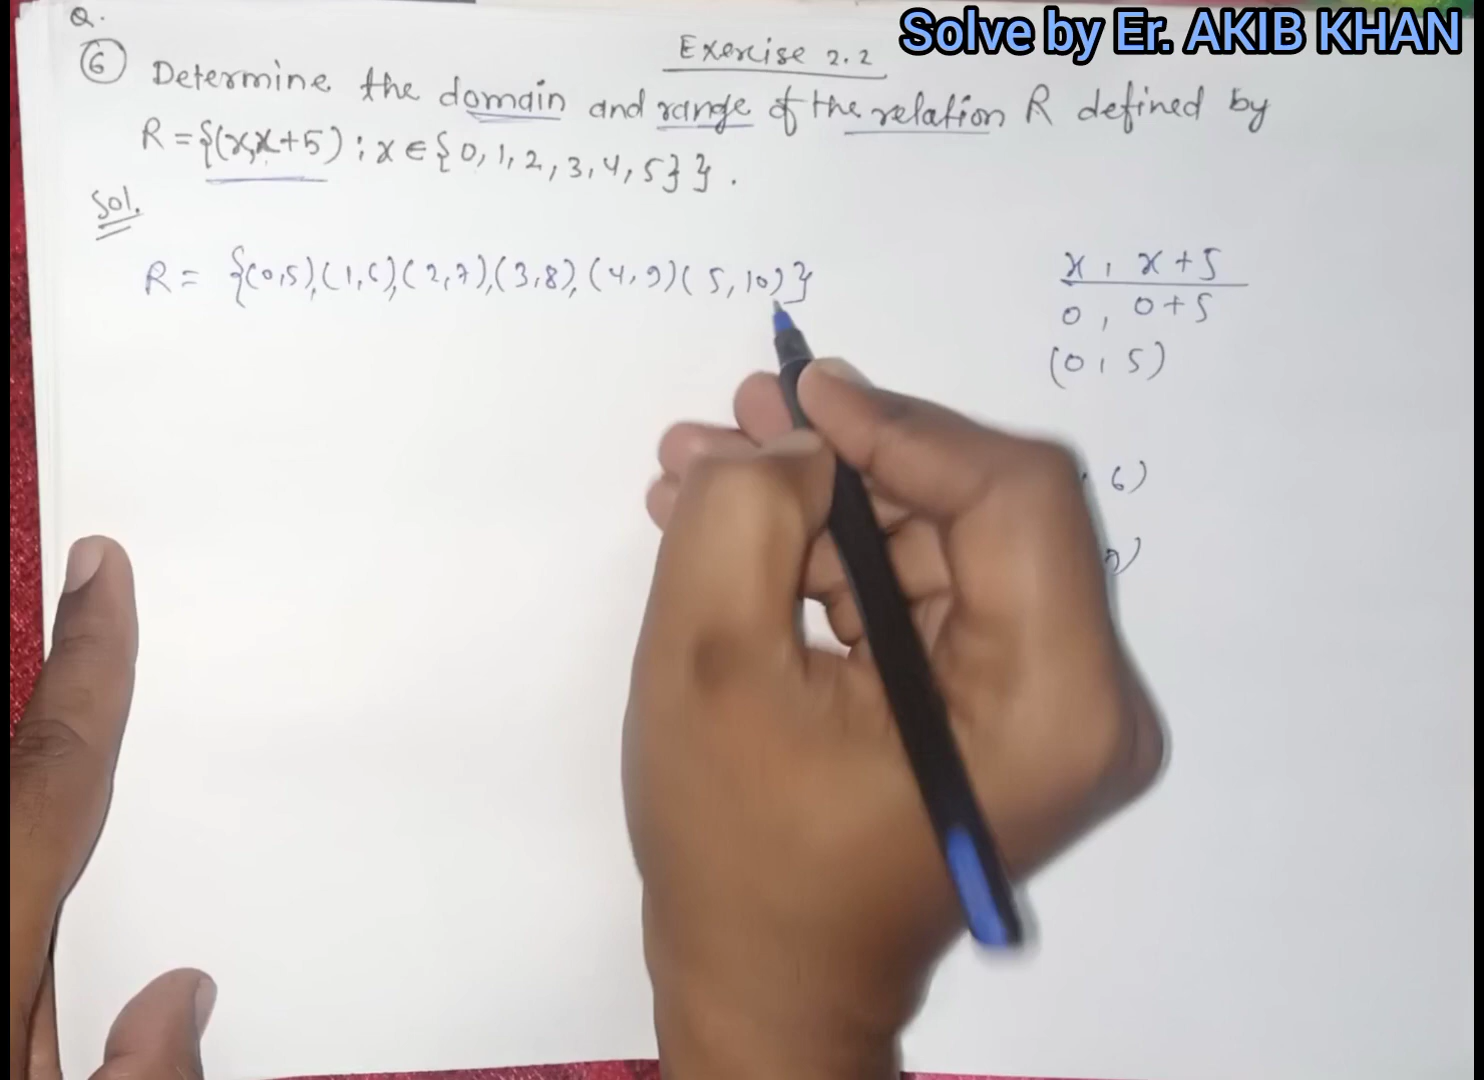 Q.
Exercise 2.2
Solve by Er. AKIB KHAN
6 Determine the domain and range of the relation R defined by
R = {(x,x+5) : x ∈ {0,1,2,3,4,5}}.
Sol.
R = {(0,5),(1,6),(2,7),(3,8),(4,9)(5,10)}
x, x+5
0, 0+5
(0, 5)
6)
7)